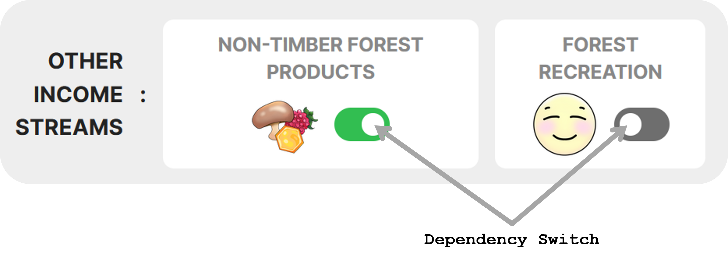 OTHER
INCOME :
STREAMS
NON-TIMBER FOREST
PRODUCTS
FOREST
RECREATION
Dependency Switch